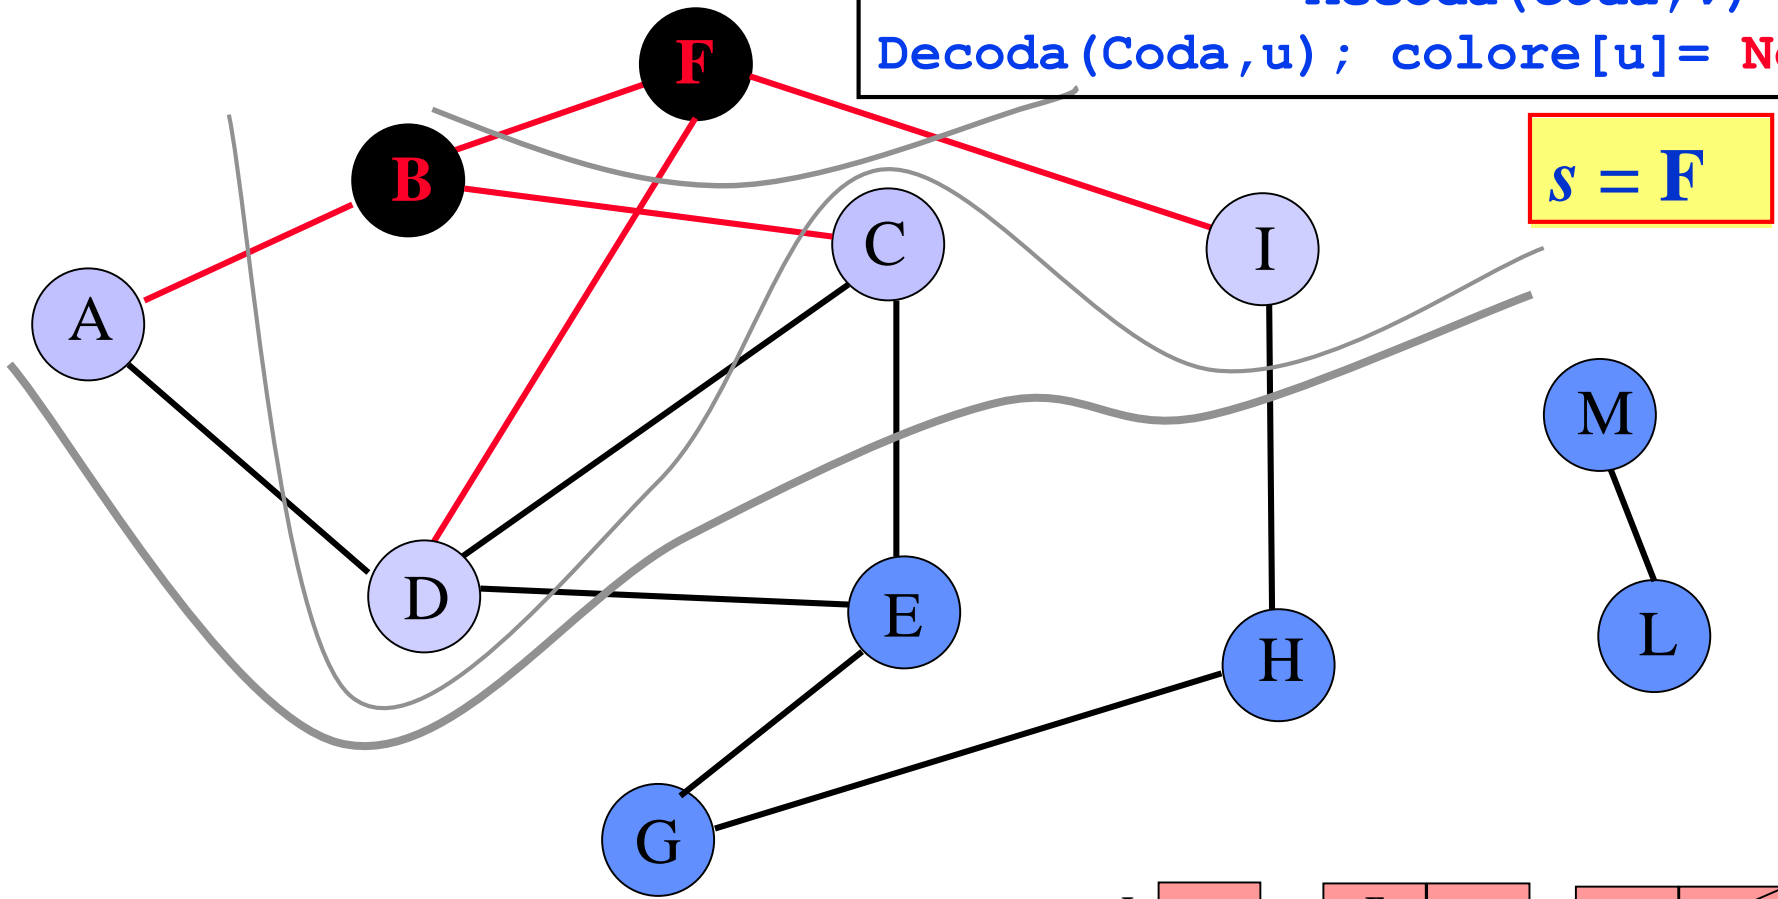 Decoda(Coda,u); colore[u]=
s = F
F
B
C
I
A
M
D
E
L
H
G